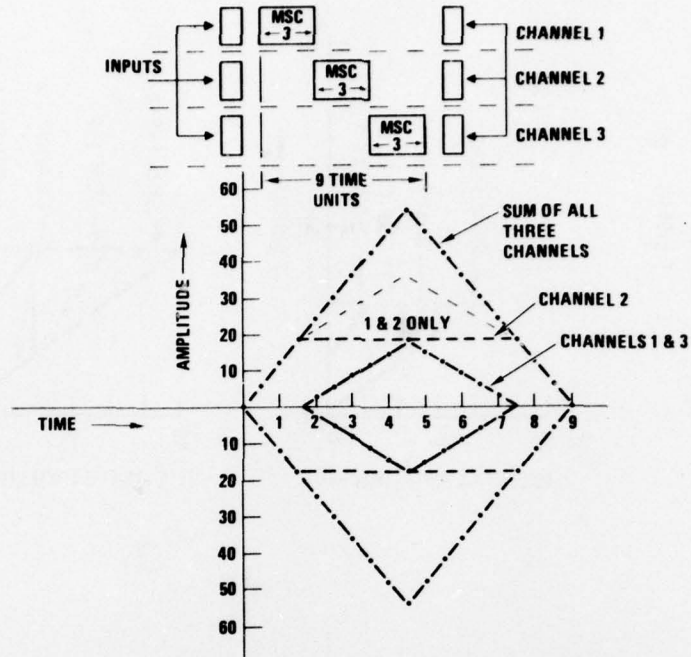 MSC
3
CHANNEL 1
INPUTS
MSC
3
CHANNEL 2
MSC
3
CHANNEL 3
9 TIME
UNITS
60
50
40
30
20
10
AMPLITUDE
SUM OF ALL
THREE
CHANNELS
CHANNEL 2
1 & 2 ONLY
CHANNELS 1 & 3
TIME
1 2 3 4 5 6 7 8 9
10
20
30
40
50
60